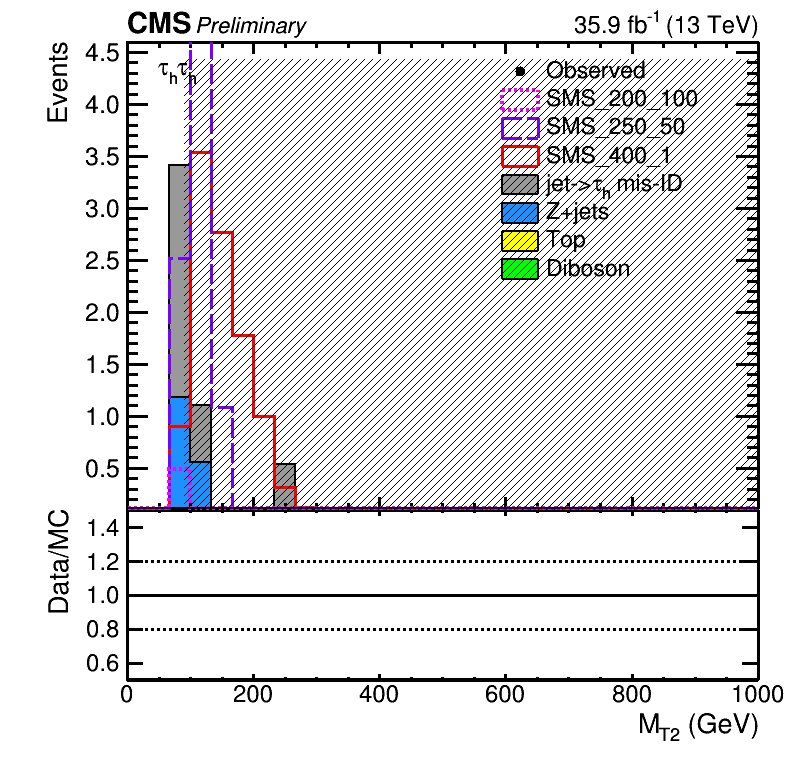 CMS Preliminary 35.9 fb⁻¹ (13 TeV)
Events
4.5
4.0
3.5
3.0
2.5
2.0
1.5
1.0
0.5
τhτh
Observed
SMS_200_100
SMS_250_50
SMS_400_1
jet->τh mis-ID
Z+jets
Top
Diboson
Data/MC
1.4
1.2
1.0
0.8
0.6
0 200 400 600 800 1000
MT2 (GeV)